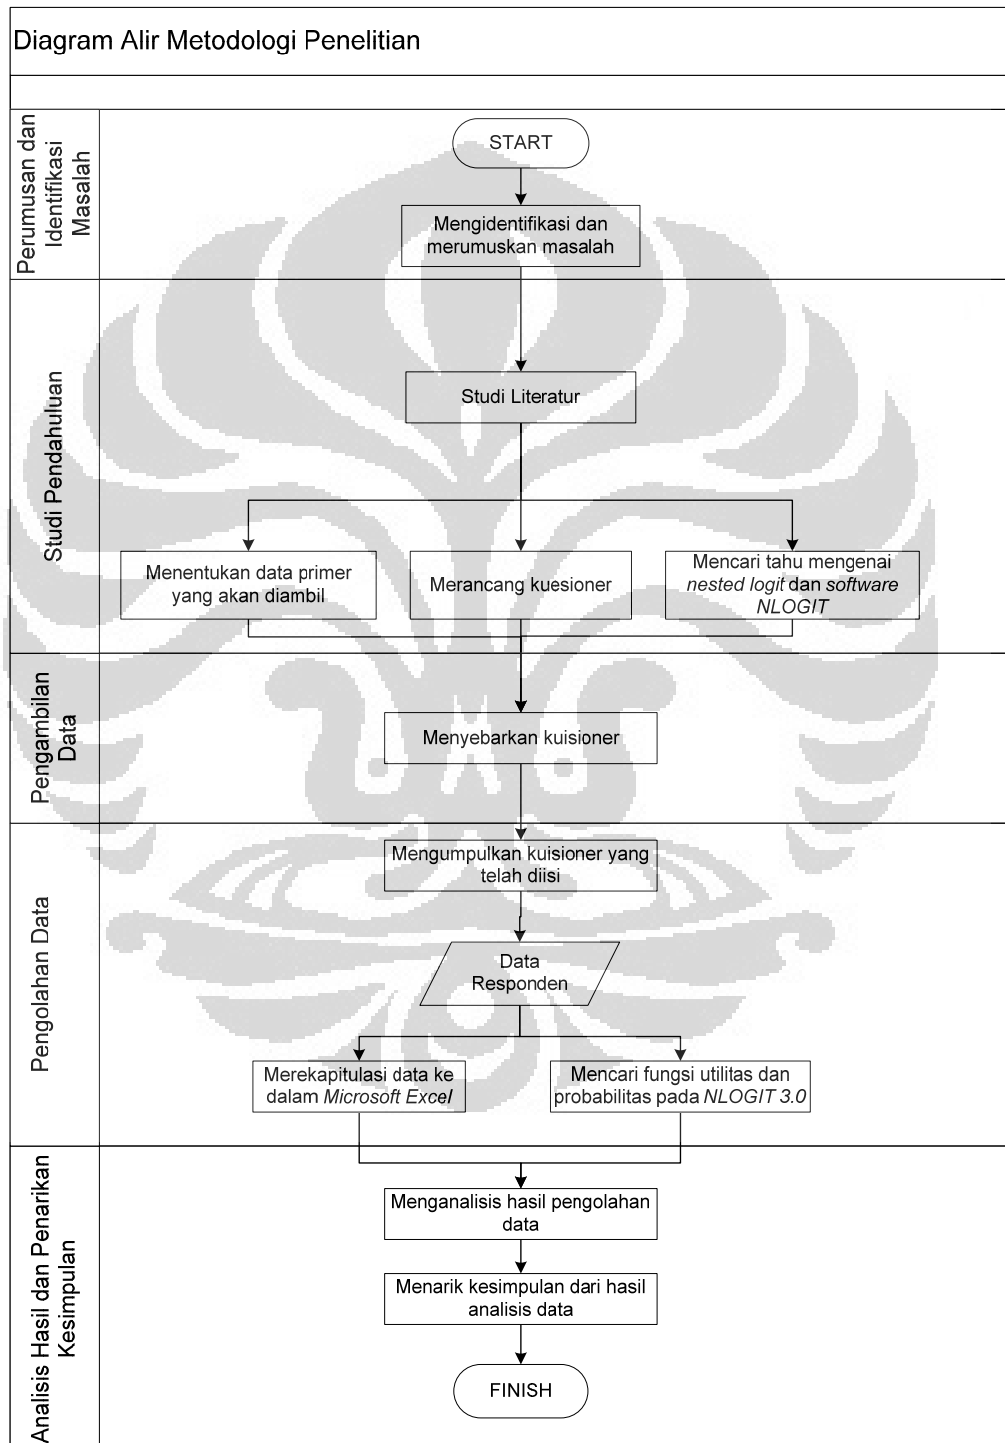 Diagram Alir Metodologi Penelitian
Perumusan dan
Identifikasi
Masalah
START
Mengidentifikasi dan
merumuskan masalah
Studi Pendahuluan
Studi Literatur
Menentukan data primer
yang akan diambil
Merancang kuesioner
Mencari tahu mengenai
nested logit dan software
NLOGIT
Pengambilan
Data
Menyebarkan kuisioner
Pengolahan Data
Mengumpulkan kuisioner yang
telah diisi
Data
Responden
Merekapitulasi data ke
dalam Microsoft Excel
Mencari fungsi utilitas dan
probabilitas pada NLOGIT 3.0
Analisis Hasil dan Penarikan
Kesimpulan
Menganalisis hasil pengolahan
data
Menarik kesimpulan dari hasil
analisis data
FINISH